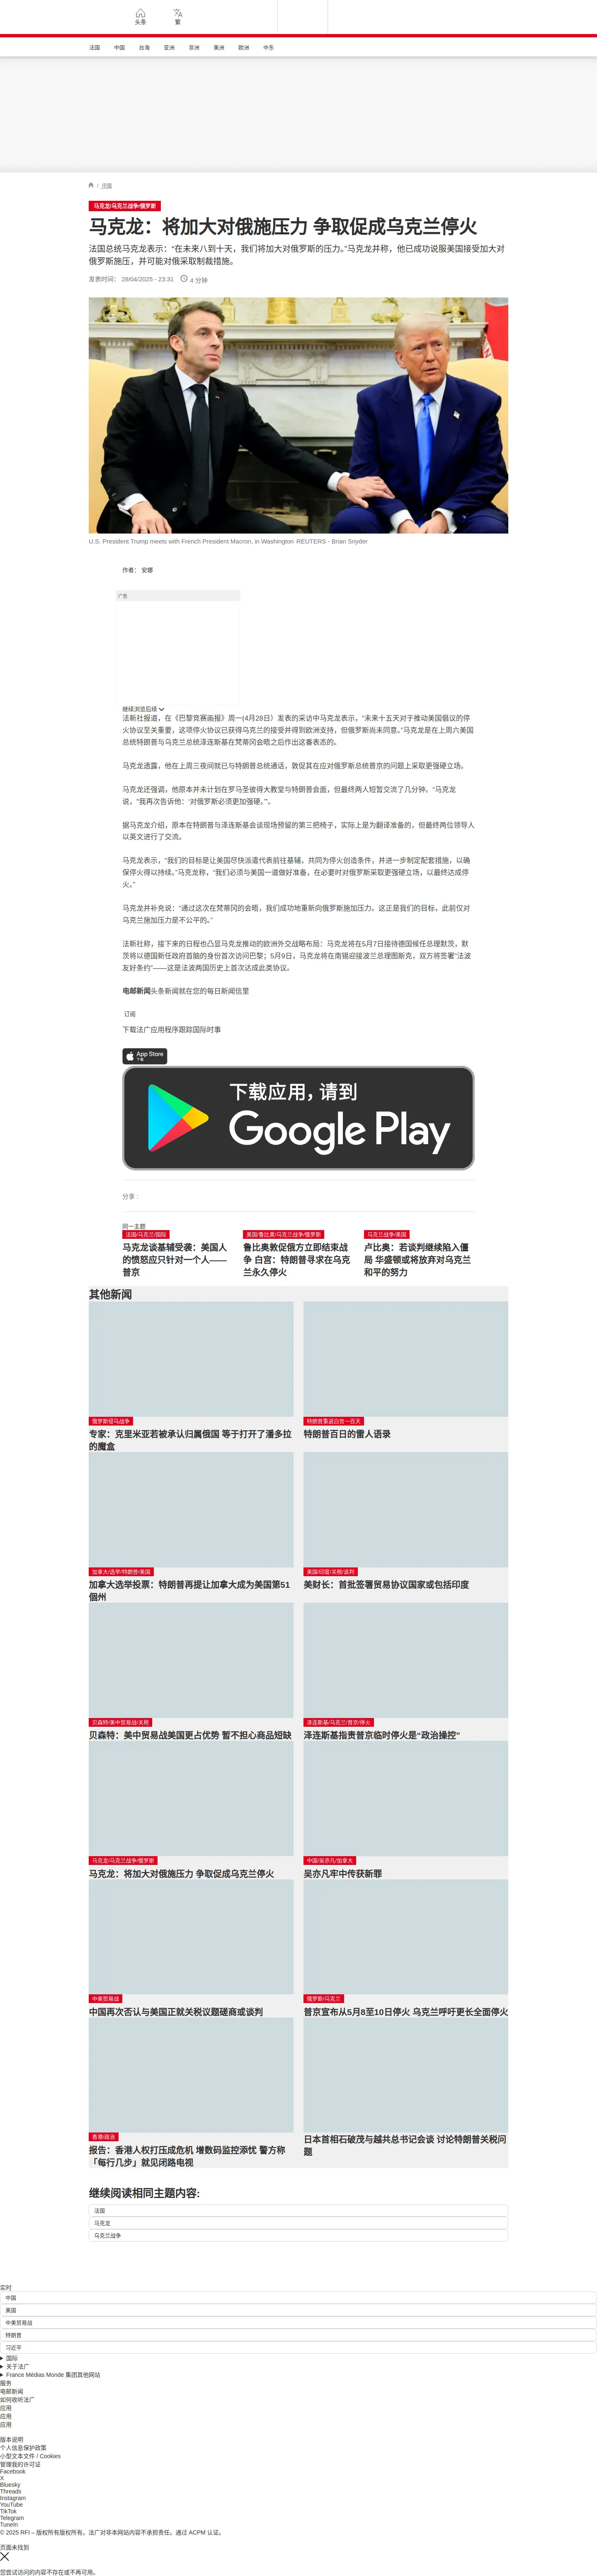 头条
繁
法国
中国
台海
亚洲
非洲
美洲
欧洲
中东
/ 中国
马克龙/乌克兰战争/俄罗斯
马克龙：将加大对俄施压力 争取促成乌克兰停火
法国总统马克龙表示：“在未来八到十天，我们将加大对俄罗斯的压力。”马克龙并称，他已成功说服美国接受加大对
俄罗斯施压，并可能对俄采取制裁措施。
发表时间： 28/04/2025 - 23:31
4 分钟
U.S. President Trump meets with French President Macron, in Washington REUTERS - Brian Snyder
作者： 安娜
广告
继续浏览后续
法新社报道，在《巴黎竞赛画报》周一(4月28日）发表的采访中马克龙表示，“未来十五天对于推动美国倡议的停
火协议至关重要，这项停火协议已获得乌克兰的接受并得到欧洲支持，但俄罗斯尚未同意。”马克龙是在上周六美国
总统特朗普与乌克兰总统泽连斯基在梵蒂冈会晤之后作出这番表态的。
马克龙透露，他在上周三夜间就已与特朗普总统通话，敦促其在应对俄罗斯总统普京的问题上采取更强硬立场。
马克龙还强调，他原本并未计划在罗马圣彼得大教堂与特朗普会面，但最终两人短暂交流了几分钟。“马克龙
说，“我再次告诉他：‘对俄罗斯必须更加强硬。’”。
据马克龙介绍，原本在特朗普与泽连斯基会谈现场预留的第三把椅子，实际上是为翻译准备的，但最终两位领导人
以英文进行了交流。
马克龙表示，“我们的目标是让美国尽快派遣代表前往基辅，共同为停火创造条件，并进一步制定配套措施，以确
保停火得以持续。”马克龙称，“我们必须与美国一道做好准备，在必要时对俄罗斯采取更强硬立场，以最终达成停
火。”
马克龙并补充说：“通过这次在梵蒂冈的会晤，我们成功地重新向俄罗斯施加压力。这正是我们的目标，此前仅对
乌克兰施加压力是不公平的。”
法新社称，接下来的日程也凸显马克龙推动的欧洲外交战略布局：马克龙将在5月7日接待德国候任总理默茨，默
茨将以德国新任政府首脑的身份首次访问巴黎；5月9日，马克龙将在南锡迎接波兰总理图斯克，双方将签署“法波
友好条约”——这是法波两国历史上首次达成此类协议。
电邮新闻头条新闻就在您的每日新闻信里
订阅
下载法广应用程序跟踪国际时事
App Store
下载
下载应用，请到
Google Play
分享 :
同一主题
法国/乌克兰/国际
马克龙谈基辅受袭：美国人
的愤怒应只针对一个人——
普京
美国/鲁比奥/乌克兰战争/俄罗斯
鲁比奥敦促俄方立即结束战
争 白宫：特朗普寻求在乌克
兰永久停火
乌克兰战争/美国
卢比奥：若谈判继续陷入僵
局 华盛顿或将放弃对乌克兰
和平的努力
其他新闻
俄罗斯侵乌战争
专家：克里米亚若被承认归属俄国 等于打开了潘多拉
的魔盒
特朗普重返白宫一百天
特朗普百日的雷人语录
加拿大/选举/特朗普/美国
加拿大选举投票：特朗普再提让加拿大成为美国第51
個州
美国/印度/关税/谈判
美财长：首批签署贸易协议国家或包括印度
贝森特/美中贸易战/关税
贝森特：美中贸易战美国更占优势 暂不担心商品短缺
泽连斯基/乌克兰/普京/停火
泽连斯基指责普京临时停火是“政治操控”
马克龙/乌克兰战争/俄罗斯
马克龙：将加大对俄施压力 争取促成乌克兰停火
中国/吴亦凡/加拿大
吴亦凡牢中传获新罪
中美贸易战
中国再次否认与美国正就关税议题磋商或谈判
俄罗斯/乌克兰
普京宣布从5月8至10日停火 乌克兰呼吁更长全面停火
香港/政治
报告：香港人权打压成危机 增数码监控添忧 警方称
「每行几步」就见闭路电视
日本首相石破茂与越共总书记会谈 讨论特朗普关税问
题
继续阅读相同主题内容:
法国
马克龙
乌克兰战争
实时
中国
美国
中美贸易战
特朗普
习近平
国际
关于法广
France Médias Monde 集团其他网站
服务
电邮新闻
如何收听法广
应用
应用
应用
版本说明
个人信息保护政策
小型文本文件 / Cookies
管理我的许可证
Facebook
X
Bluesky
Threads
Instagram
YouTube
TikTok
Telegram
TuneIn
© 2025 RFI – 版权所有版权所有。法广对非本网站内容不承担责任。通过 ACPM 认证。
页面未找到
您尝试访问的内容不存在或不再可用。